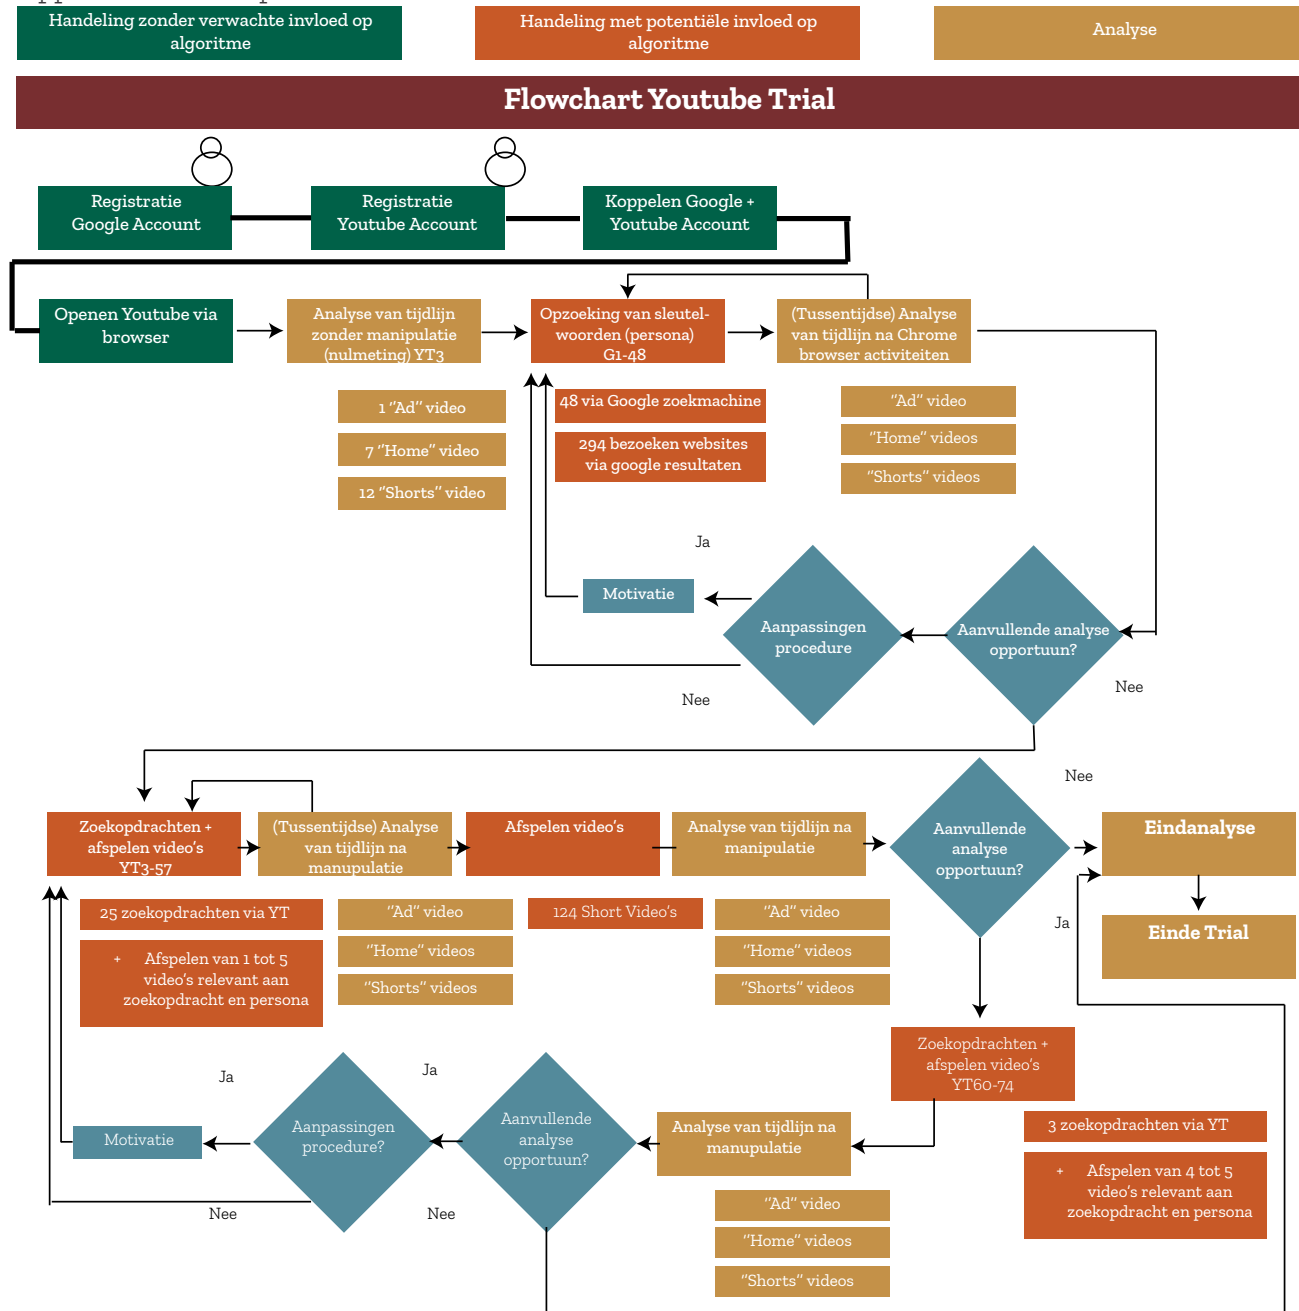 Handeling zonder verwachte invloed op
algoritme
Handeling met potentiële invloed op
algoritme
Analyse
Flowchart Youtube Trial
Registratie
Google Account
Registratie
Youtube Account
Koppelen Google +
Youtube Account
Openen Youtube via
browser
Analyse van tijdlijn
zonder manipulatie
(nulmeting) YT3
Opzoeking van sleutel-
woorden (persona)
G1-48
(Tussentijdse) Analyse
van tijdlijn na Chrome
browser activiteiten
1 "Ad" video
7 "Home" video
12 "Shorts" video
48 via Google zoekmachine
294 bezoeken websites
via google resultaten
"Ad" video
"Home" videos
"Shorts" videos
Ja
Motivatie
Aanpassingen
procedure
Aanvullende analyse
opportuun?
Nee
Nee
Nee
Zoekopdrachten +
afspelen video's
YT3-57
(Tussentijdse) Analyse
van tijdlijn na
manupulatie
Afspelen video's
Analyse van tijdlijn na
manipulatie
Aanvullende
analyse
opportuun?
Eindanalyse
25 zoekopdrachten via YT
+ Afspelen van 1 tot 5
video's relevant aan
zoekopdracht en persona
"Ad" video
"Home" videos
"Shorts" videos
124 Short Video's
"Ad" video
"Home" videos
"Shorts" videos
Ja
Einde Trial
Zoekopdrachten +
afspelen video's
YT60-74
3 zoekopdrachten via YT
+ Afspelen van 4 tot 5
video's relevant aan
zoekopdracht en persona
Ja
Ja
Motivatie
Aanpassingen
procedure?
Aanvullende
analyse
opportuun?
Analyse van tijdlijn na
manupulatie
Nee
Nee
"Ad" video
"Home" videos
"Shorts" videos